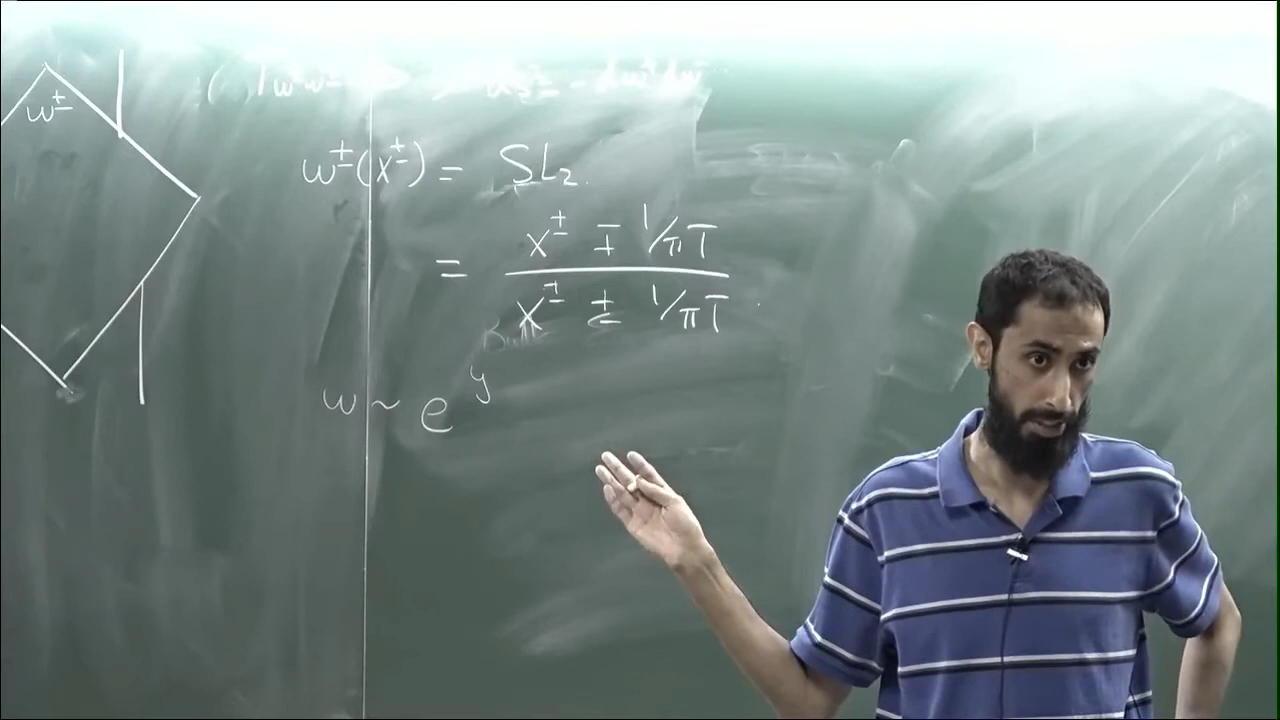 w±
w±(x±) = SL₂.
= (x± ∓ 1/πT) / (x± ± 1/πT).
w ~ e^y